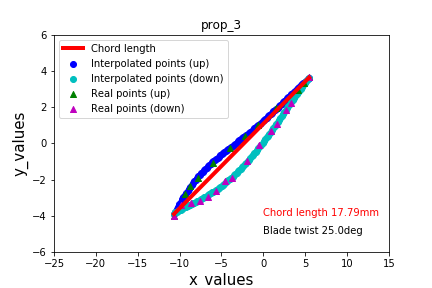 prop_3
Chord length
Interpolated points (up)
Interpolated points (down)
Real points (up)
Real points (down)
6
4
2
0
−2
−4
−6
y_values
Chord length 17.79mm
Blade twist 25.0deg
−25
−20
−15
−10
−5
0
5
10
15
x_values